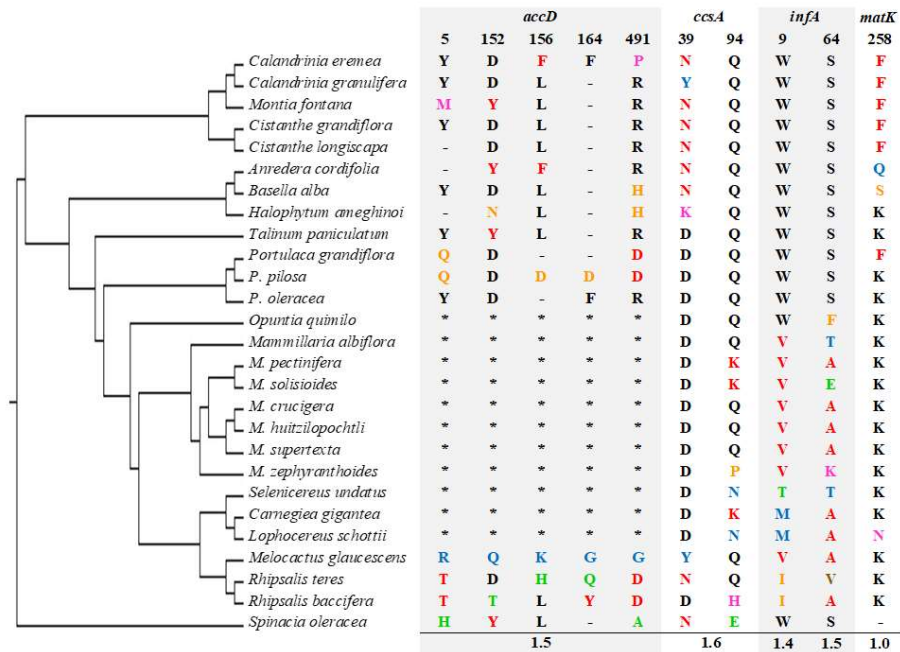 accD ccsA infA matK
5 152 156 164 491 39 94 9 64 258
Calandrinia eremea Y D F F P N Q W S F
Calandrinia granulifera Y D L - R Y Q W S F
Montia fontana M Y L - R N Q W S F
Cistanthe grandiflora Y D L - R N Q W S F
Cistanthe longiscapa - D L - R N Q W S F
Anredera cordifolia - Y F - R N Q W S Q
Basella alba Y D L - H N Q W S S
Halophytum ameghinoi - N L - H K Q W S K
Talinum paniculatum Y Y L - R D Q W S K
Portulaca grandiflora Q D - - D D Q W S F
P. pilosa Q D D D D D Q W S K
P. oleracea Y D - F R D Q W S K
Opuntia quimilo * * * * * D Q W F K
Mammillaria albiflora * * * * * D Q V T K
M. pectinifera * * * * * D K V A K
M. solisioides * * * * * D K V E K
M. crucigera * * * * * D Q V A K
M. huitzilopochtli * * * * * D Q V A K
M. supertexta * * * * * D Q V A K
M. zephyranthoides * * * * * D P V K K
Selenicereus undatus * * * * * D N T T K
Carnegiea gigantea * * * * * D K M A K
Lophocereus schottii * * * * * D N M A N
Melocactus glaucescens R Q K G G Y Q V A K
Rhipsalis teres T D H Q D N Q I V K
Rhipsalis baccifera T T L Y D D H I A K
Spinacia oleracea H Y L - A N E W S -
1.5 1.6 1.4 1.5 1.0